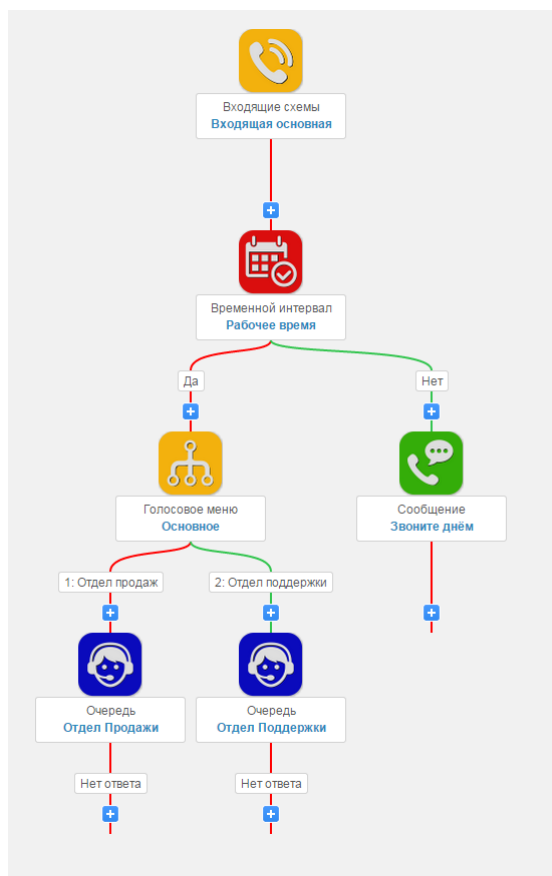 Входящие схемы
Входящая основная
Временной интервал
Рабочее время
Да
Нет
Голосовое меню
Основное
Сообщение
Звоните днём
1: Отдел продаж
2: Отдел поддержки
Очередь
Отдел Продажи
Очередь
Отдел Поддержки
Нет ответа
Нет ответа